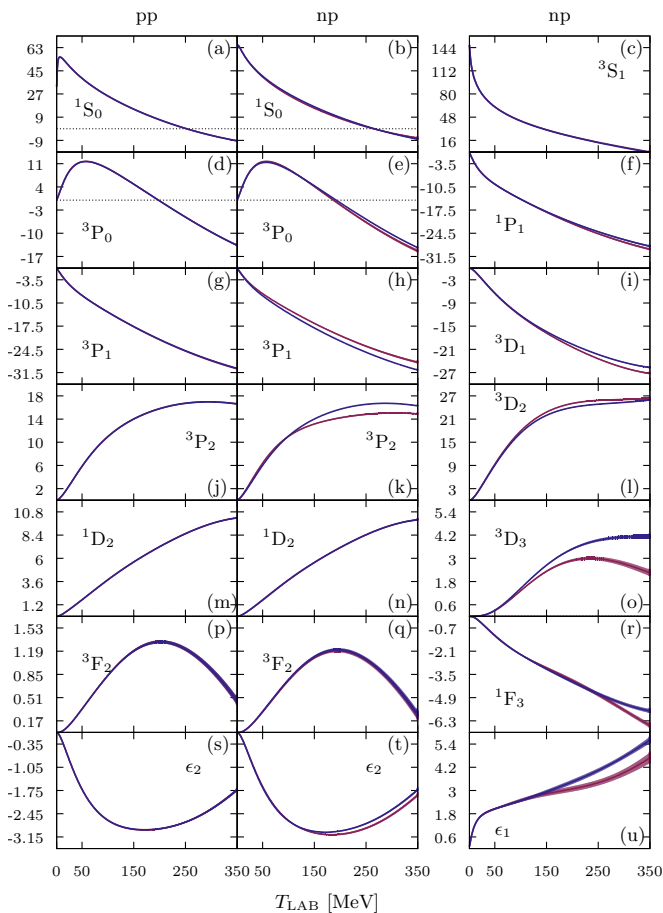 pp np np
63 45 27 9 -9 (a) ¹S₀ (b) ¹S₀ 144 112 80 48 16 (c) ³S₁
11 4 -3 -10 -17 (d) ³P₀ (e) ³P₀ -3.5 -10.5 -17.5 -24.5 -31.5 (f) ¹P₁
-3.5 -10.5 -17.5 -24.5 -31.5 (g) ³P₁ (h) ³P₁ -3 -9 -15 -21 -27 (i) ³D₁
18 14 10 6 2 ³P₂ (j) ³P₂ (k) 27 21 15 9 3 ³D₂ (l)
10.8 8.4 6 3.6 1.2 ¹D₂ (m) ¹D₂ (n) 5.4 4.2 3 1.8 0.6 ³D₃ (o)
1.53 1.19 0.85 0.51 0.17 (p) ³F₂ (q) ³F₂ -0.7 -2.1 -3.5 -4.9 -6.3 (r) ¹F₃
-0.35 -1.05 -1.75 -2.45 -3.15 (s) ϵ₂ (t) ϵ₂ 5.4 4.2 3 1.8 0.6 ϵ₁ (u)
0 50 150 250 350 50 150 250 350 0 50 150 250 350
T_LAB [MeV]